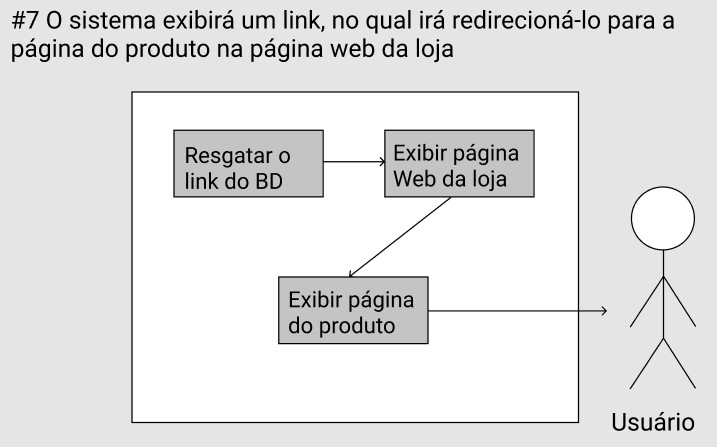 #7 O sistema exibirá um link, no qual irá redirecioná-lo para a
página do produto na página web da loja
Resgatar o
link do BD
Exibir página
Web da loja
Exibir página
do produto
Usuário